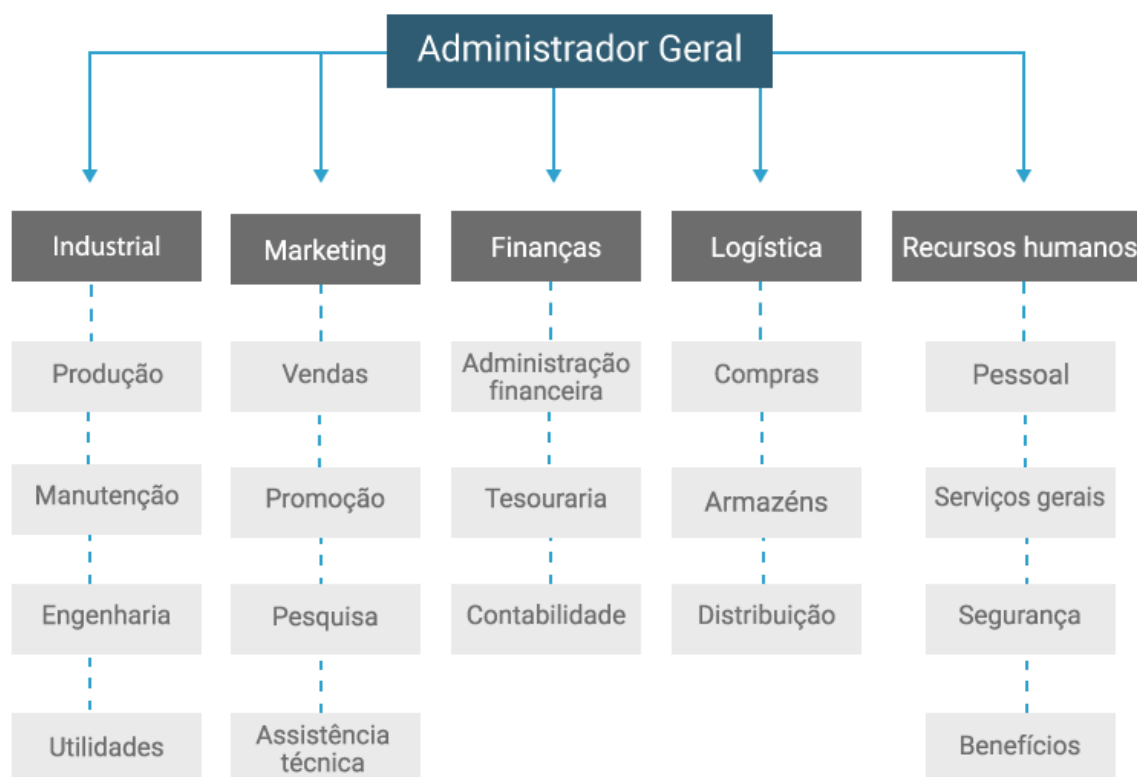 Administrador Geral
Industrial
Marketing
Finanças
Logística
Recursos humanos
Produção
Vendas
Administração
financeira
Compras
Pessoal
Manutenção
Promoção
Tesouraria
Armazéns
Serviços gerais
Engenharia
Pesquisa
Contabilidade
Distribuição
Segurança
Utilidades
Assistência
técnica
Benefícios